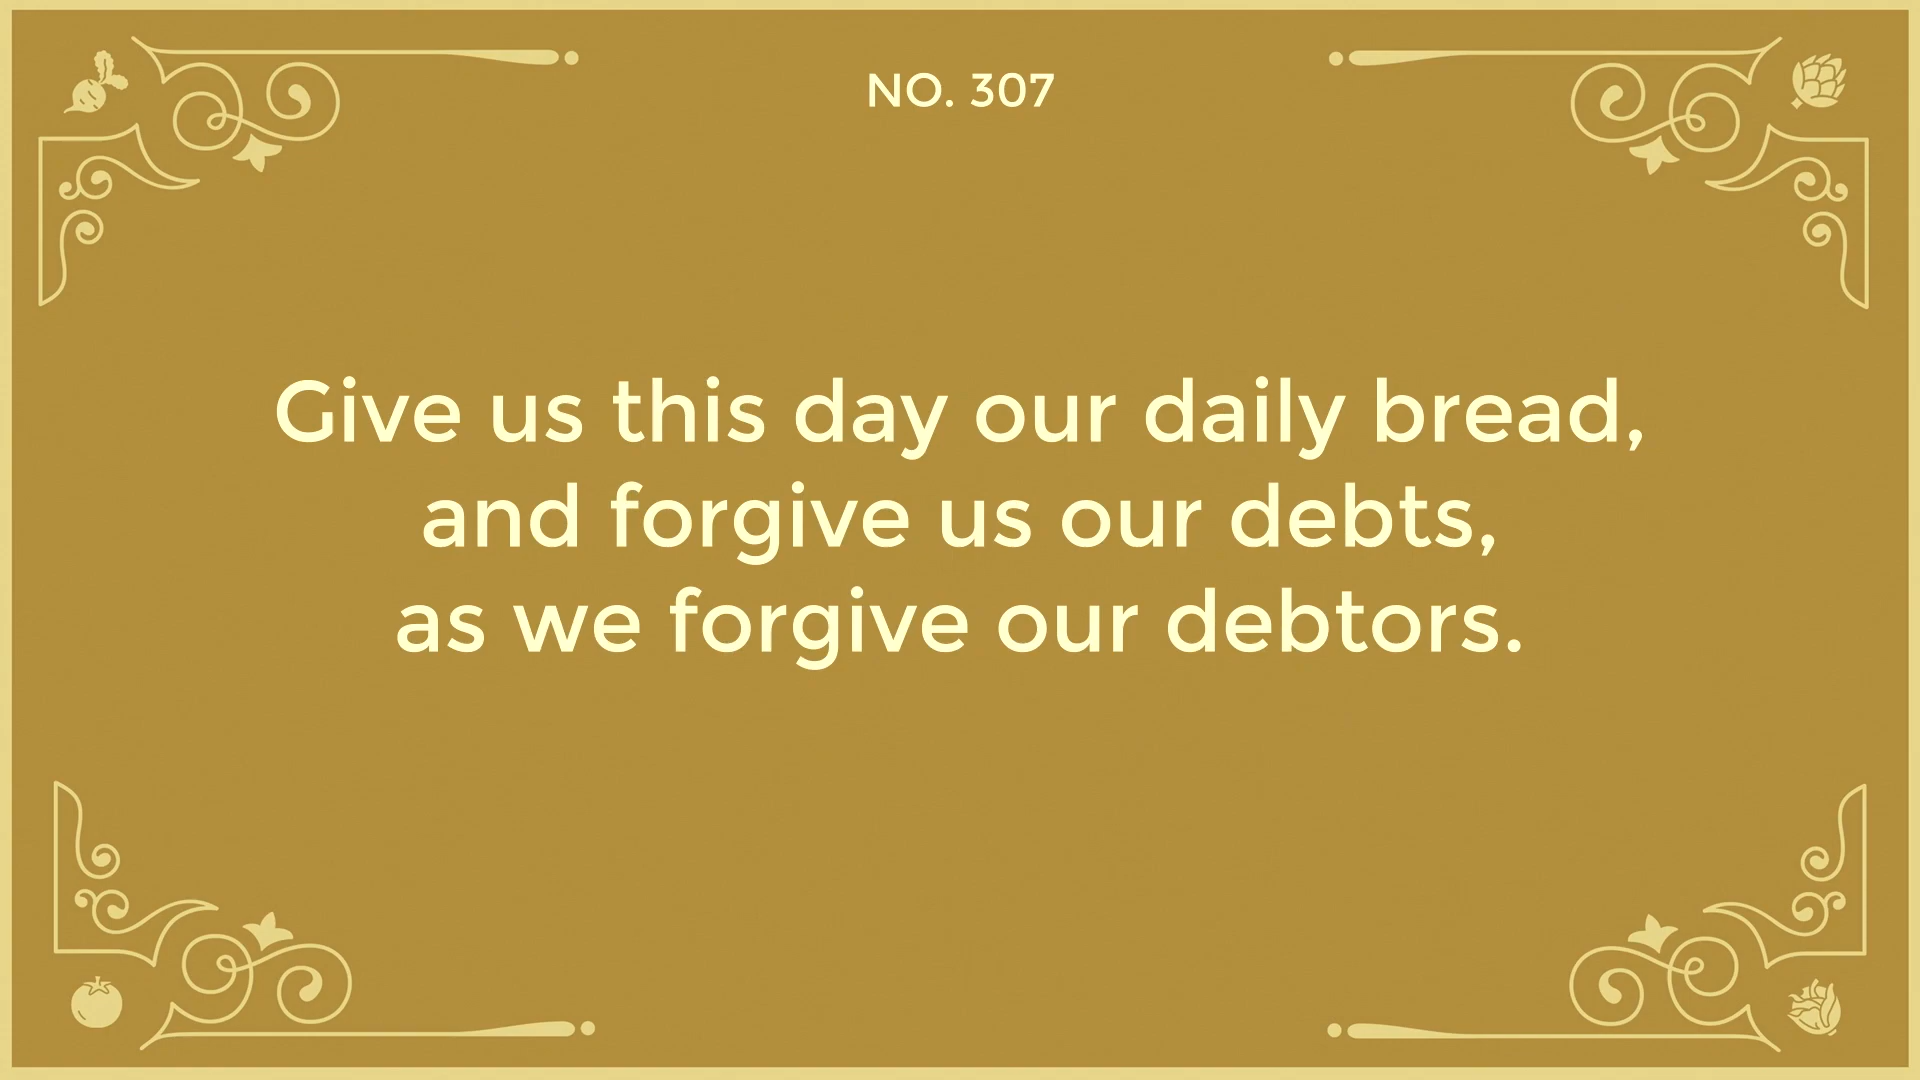 NO. 307
Give us this day our daily bread,
and forgive us our debts,
as we forgive our debtors.